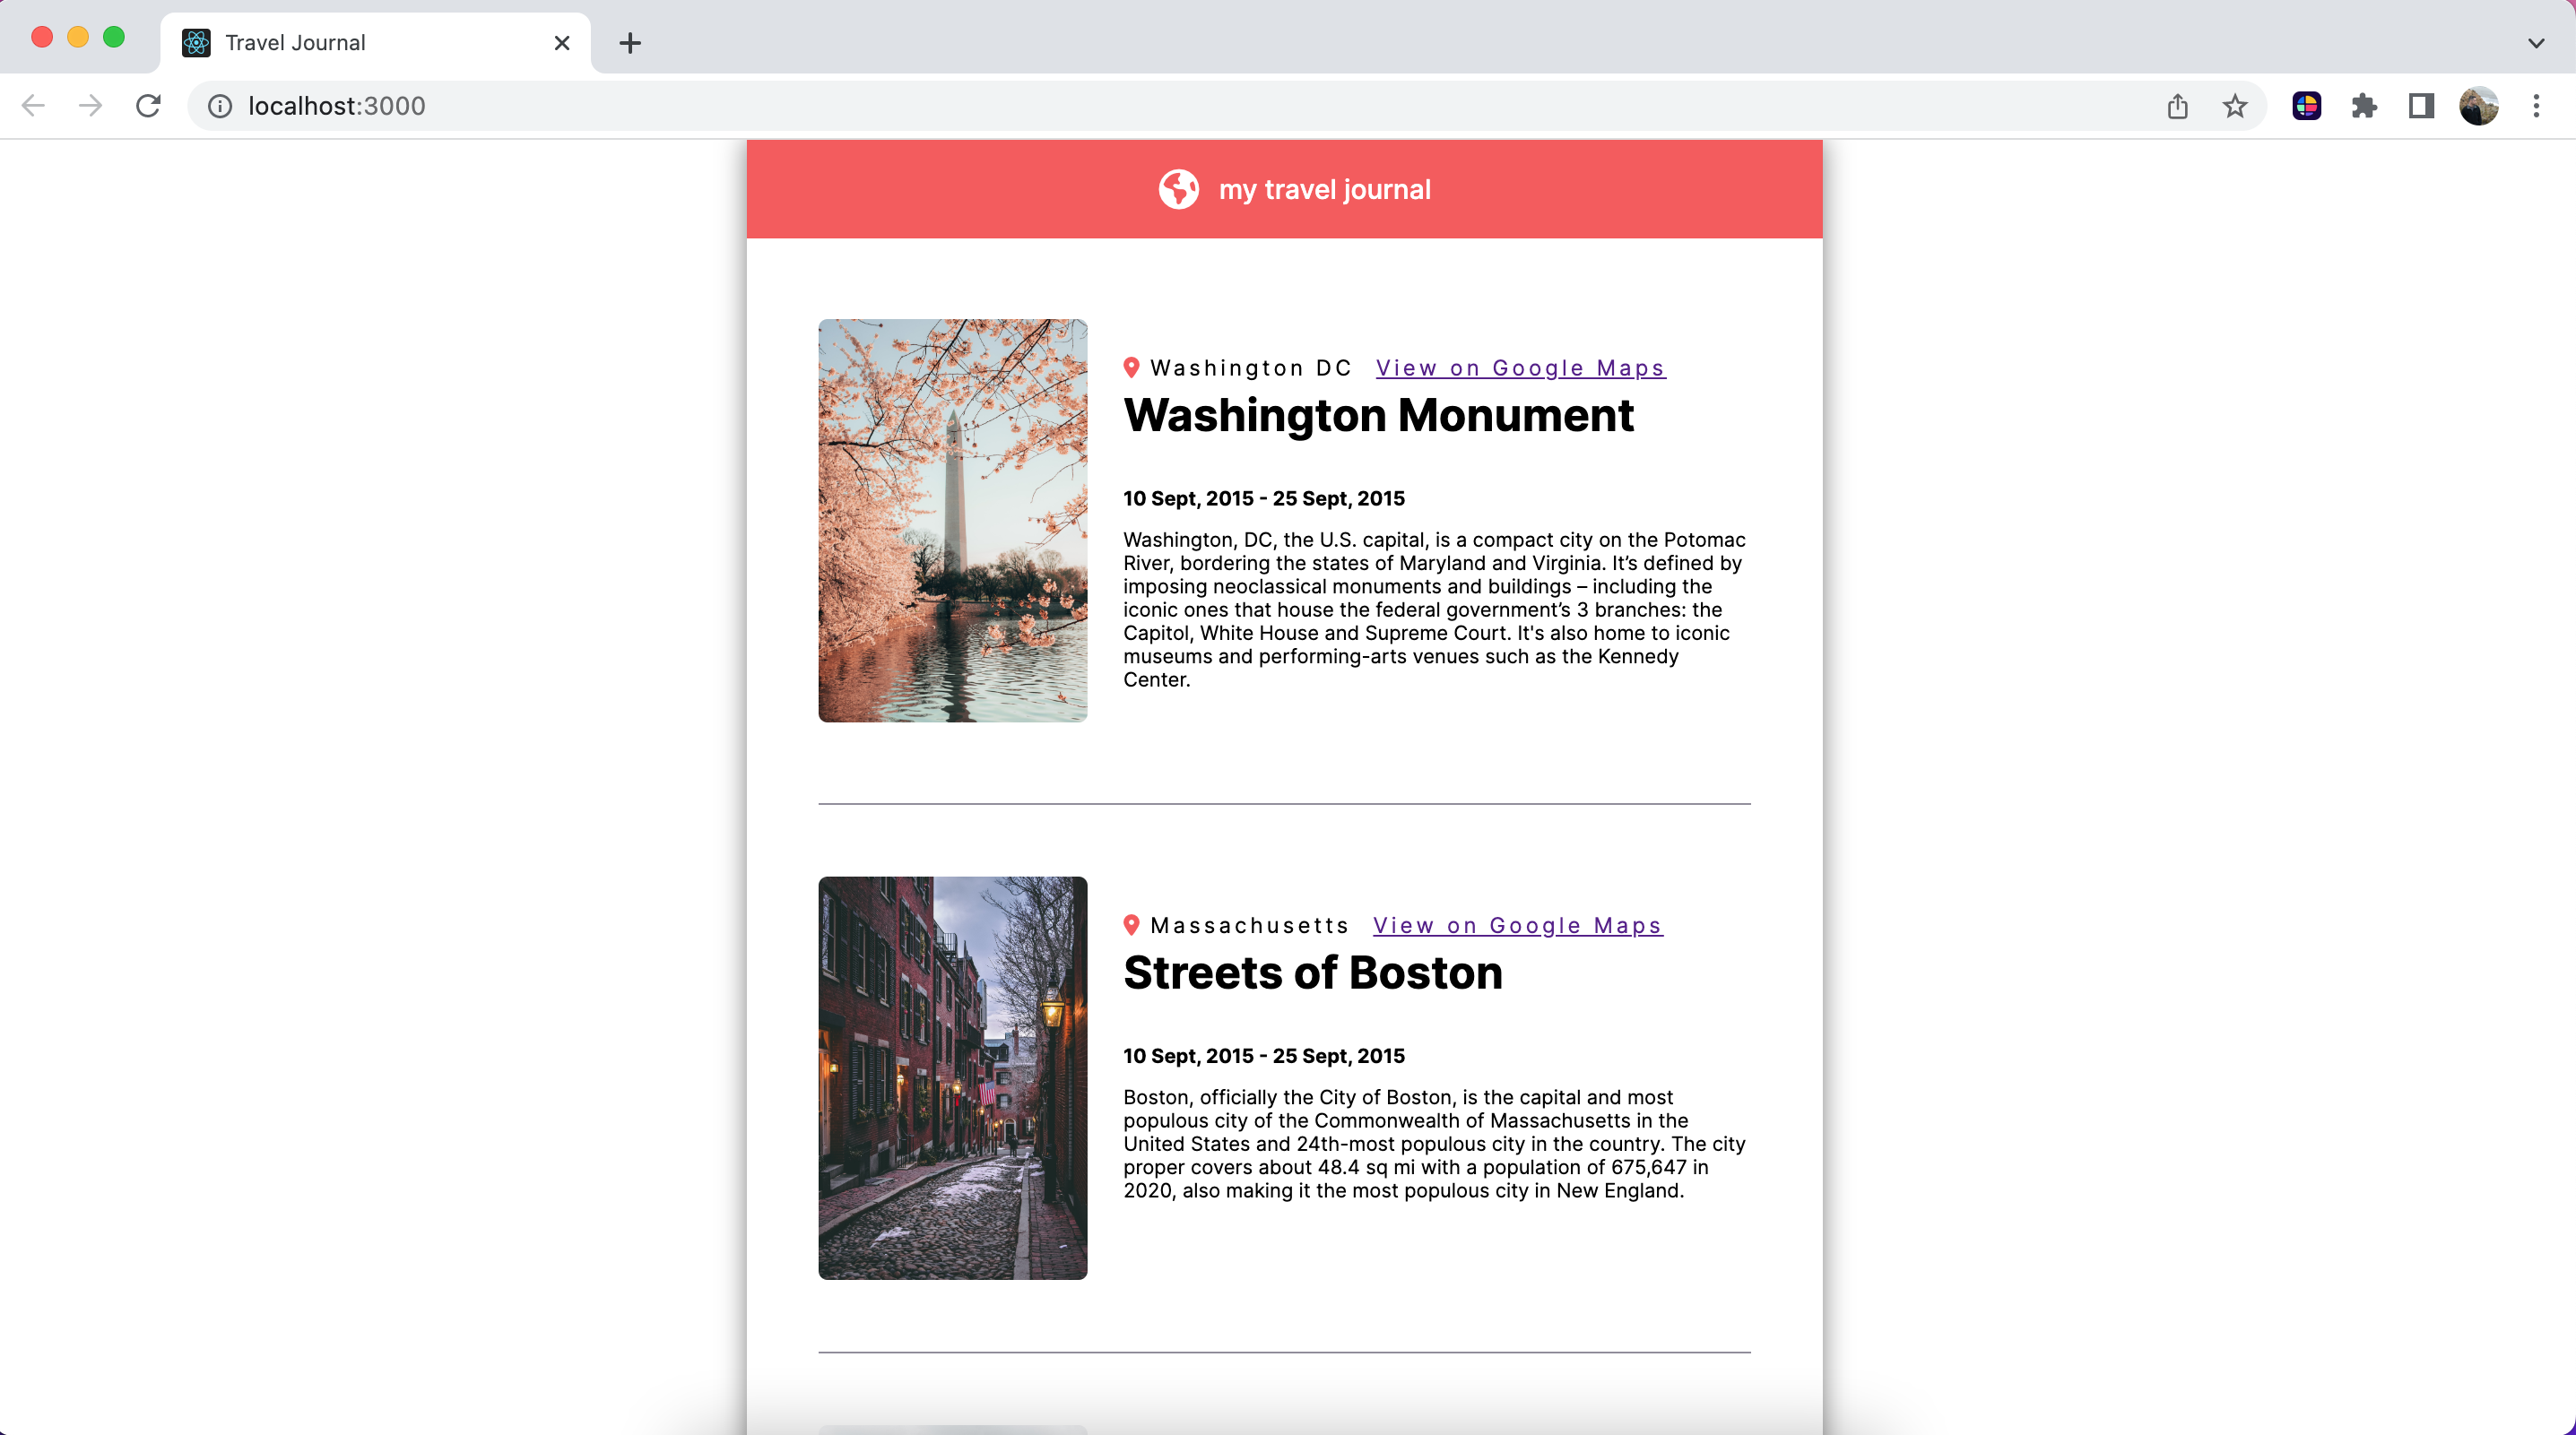 Travel Journal
localhost:3000
my travel journal
Washington DC View on Google Maps
Washington Monument
10 Sept, 2015 - 25 Sept, 2015
Washington, DC, the U.S. capital, is a compact city on the Potomac
River, bordering the states of Maryland and Virginia. It’s defined by
imposing neoclassical monuments and buildings – including the
iconic ones that house the federal government’s 3 branches: the
Capitol, White House and Supreme Court. It's also home to iconic
museums and performing-arts venues such as the Kennedy
Center.
Massachusetts View on Google Maps
Streets of Boston
10 Sept, 2015 - 25 Sept, 2015
Boston, officially the City of Boston, is the capital and most
populous city of the Commonwealth of Massachusetts in the
United States and 24th-most populous city in the country. The city
proper covers about 48.4 sq mi with a population of 675,647 in
2020, also making it the most populous city in New England.